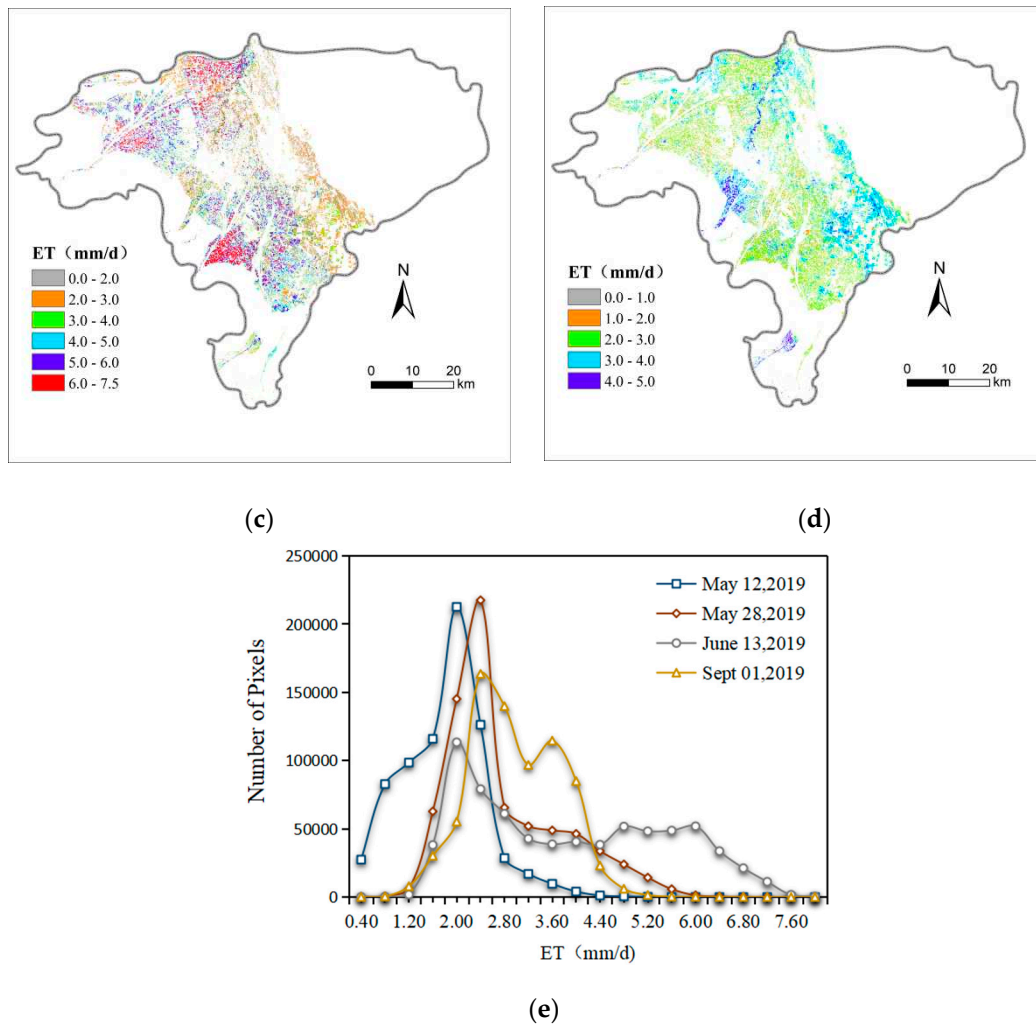 ET（mm/d)
0.0 - 2.0
2.0 - 3.0
3.0 - 4.0
4.0 - 5.0
5.0 - 6.0
6.0 - 7.5
N
0 10 20
km
ET（mm/d)
0.0 - 1.0
1.0 - 2.0
2.0 - 3.0
3.0 - 4.0
4.0 - 5.0
N
0 10 20
km
(c)
(d)
250000
200000
150000
100000
50000
0
Number of Pixels
May 12,2019
May 28,2019
June 13,2019
Sept 01,2019
0.40 1.20 2.00 2.80 3.60 4.40 5.20 6.00 6.80 7.60
ET（mm/d)
(e)